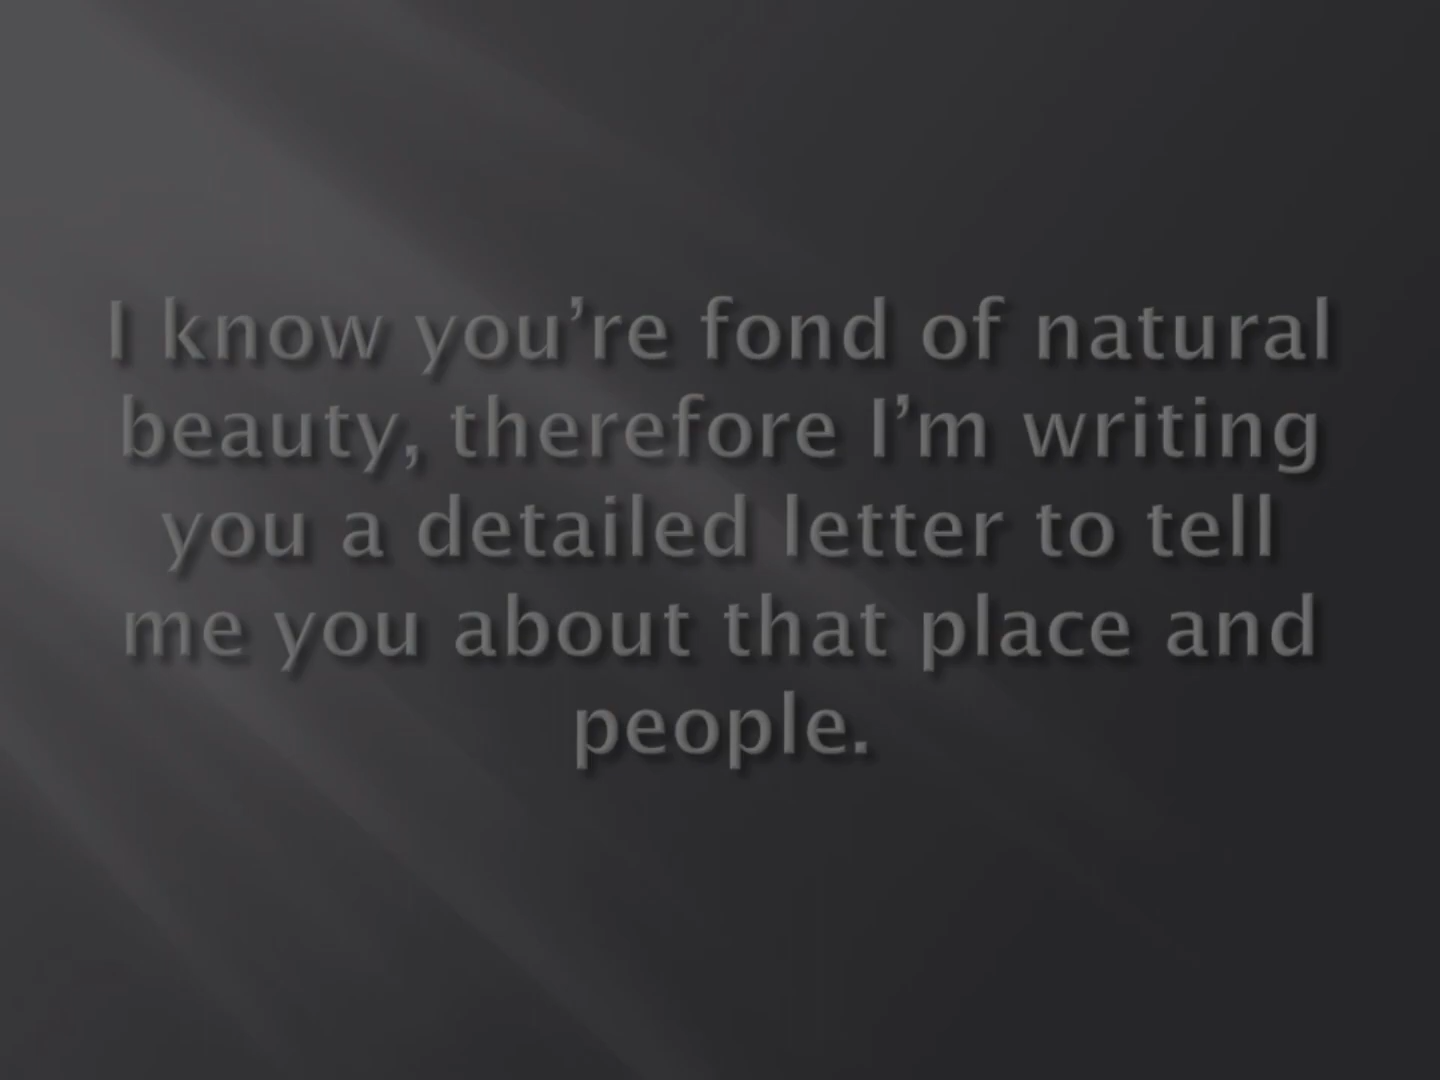 I know you’re fond of natural
beauty, therefore I’m writing
you a detailed letter to tell
me you about that place and
people.